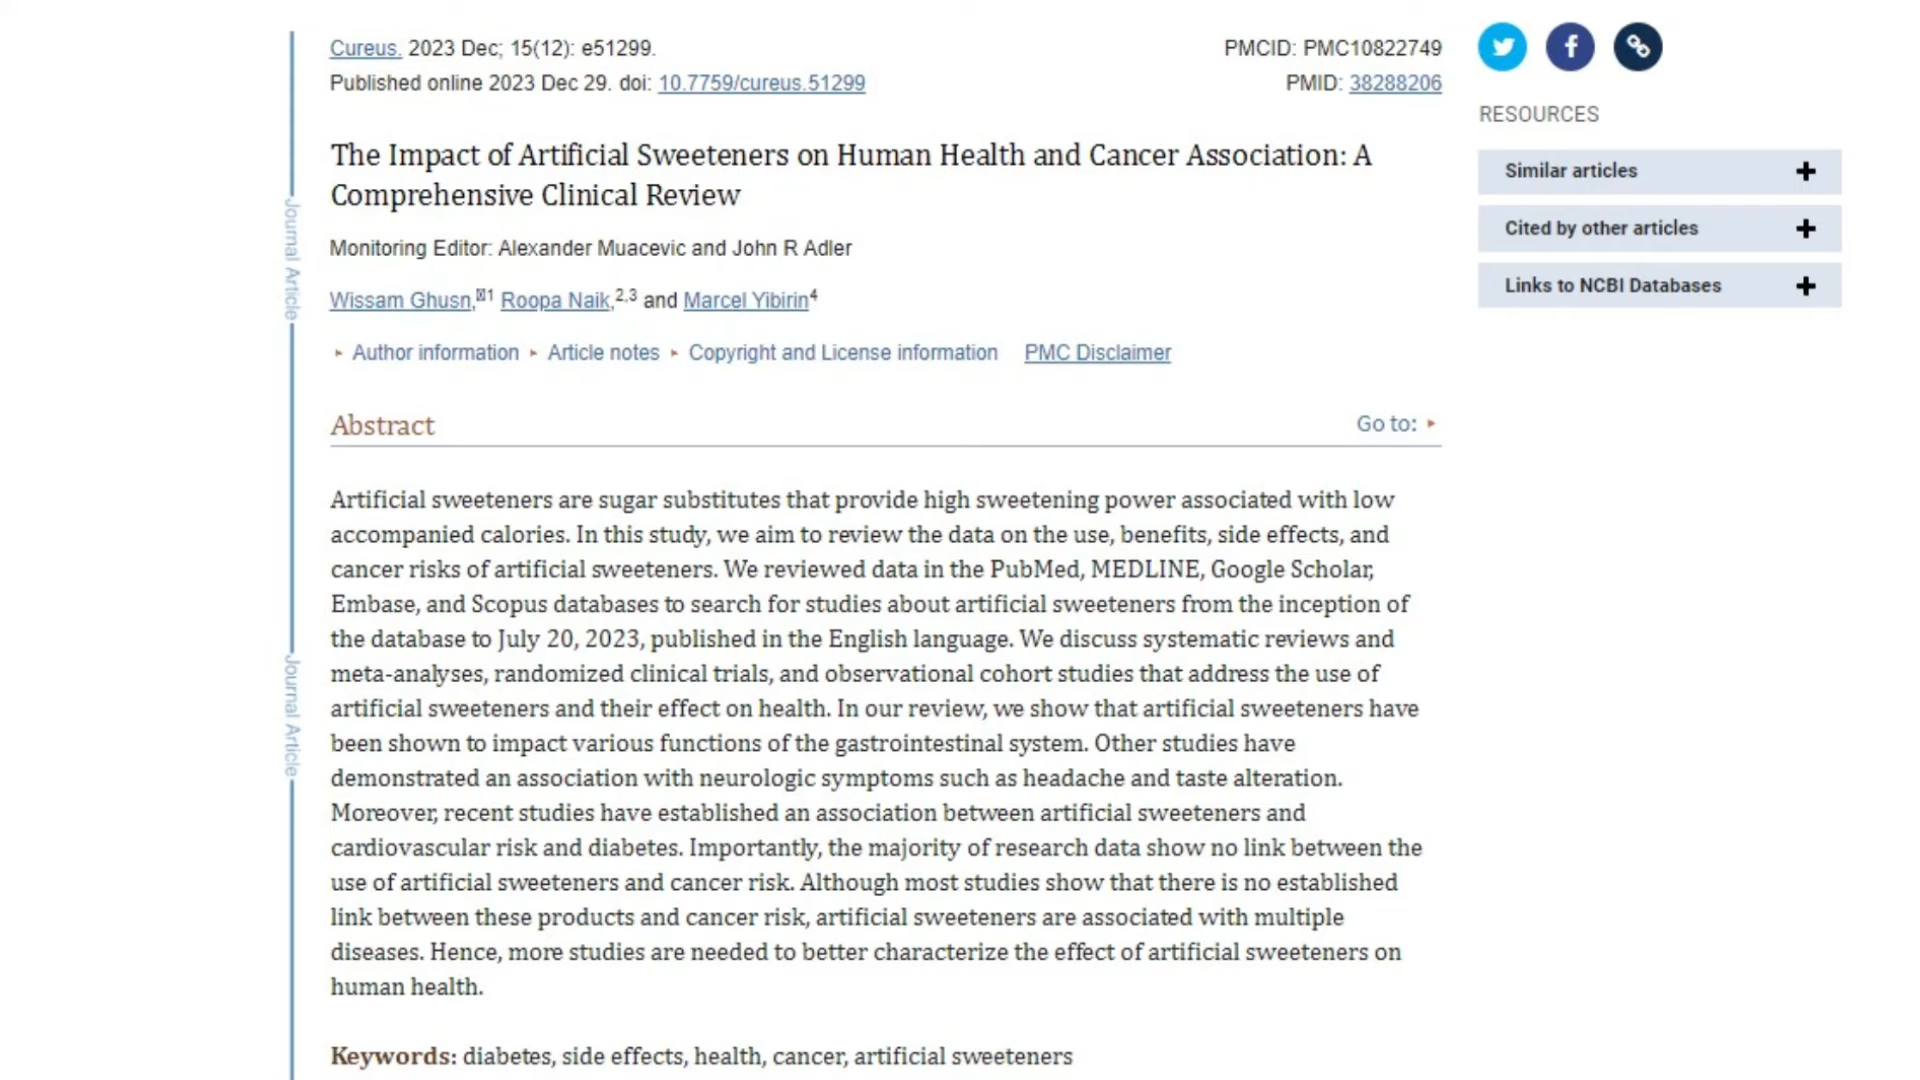 Cureus. 2023 Dec; 15(12): e51299.
PMCID: PMC10822749
Published online 2023 Dec 29. doi: 10.7759/cureus.51299
PMID: 38288206
The Impact of Artificial Sweeteners on Human Health and Cancer Association: A
Comprehensive Clinical Review
Monitoring Editor: Alexander Muacevic and John R Adler
Wissam Ghusn,1 Roopa Naik,2,3 and Marcel Yibirin4
Author information Article notes Copyright and License information PMC Disclaimer
Abstract
Go to:
Artificial sweeteners are sugar substitutes that provide high sweetening power associated with low
accompanied calories. In this study, we aim to review the data on the use, benefits, side effects, and
cancer risks of artificial sweeteners. We reviewed data in the PubMed, MEDLINE, Google Scholar,
Embase, and Scopus databases to search for studies about artificial sweeteners from the inception of
the database to July 20, 2023, published in the English language. We discuss systematic reviews and
meta-analyses, randomized clinical trials, and observational cohort studies that address the use of
artificial sweeteners and their effect on health. In our review, we show that artificial sweeteners have
been shown to impact various functions of the gastrointestinal system. Other studies have
demonstrated an association with neurologic symptoms such as headache and taste alteration.
Moreover, recent studies have established an association between artificial sweeteners and
cardiovascular risk and diabetes. Importantly, the majority of research data show no link between the
use of artificial sweeteners and cancer risk. Although most studies show that there is no established
link between these products and cancer risk, artificial sweeteners are associated with multiple
diseases. Hence, more studies are needed to better characterize the effect of artificial sweeteners on
human health.
Keywords: diabetes, side effects, health, cancer, artificial sweeteners
Journal Article
Journal Article
RESOURCES
Similar articles
Cited by other articles
Links to NCBI Databases